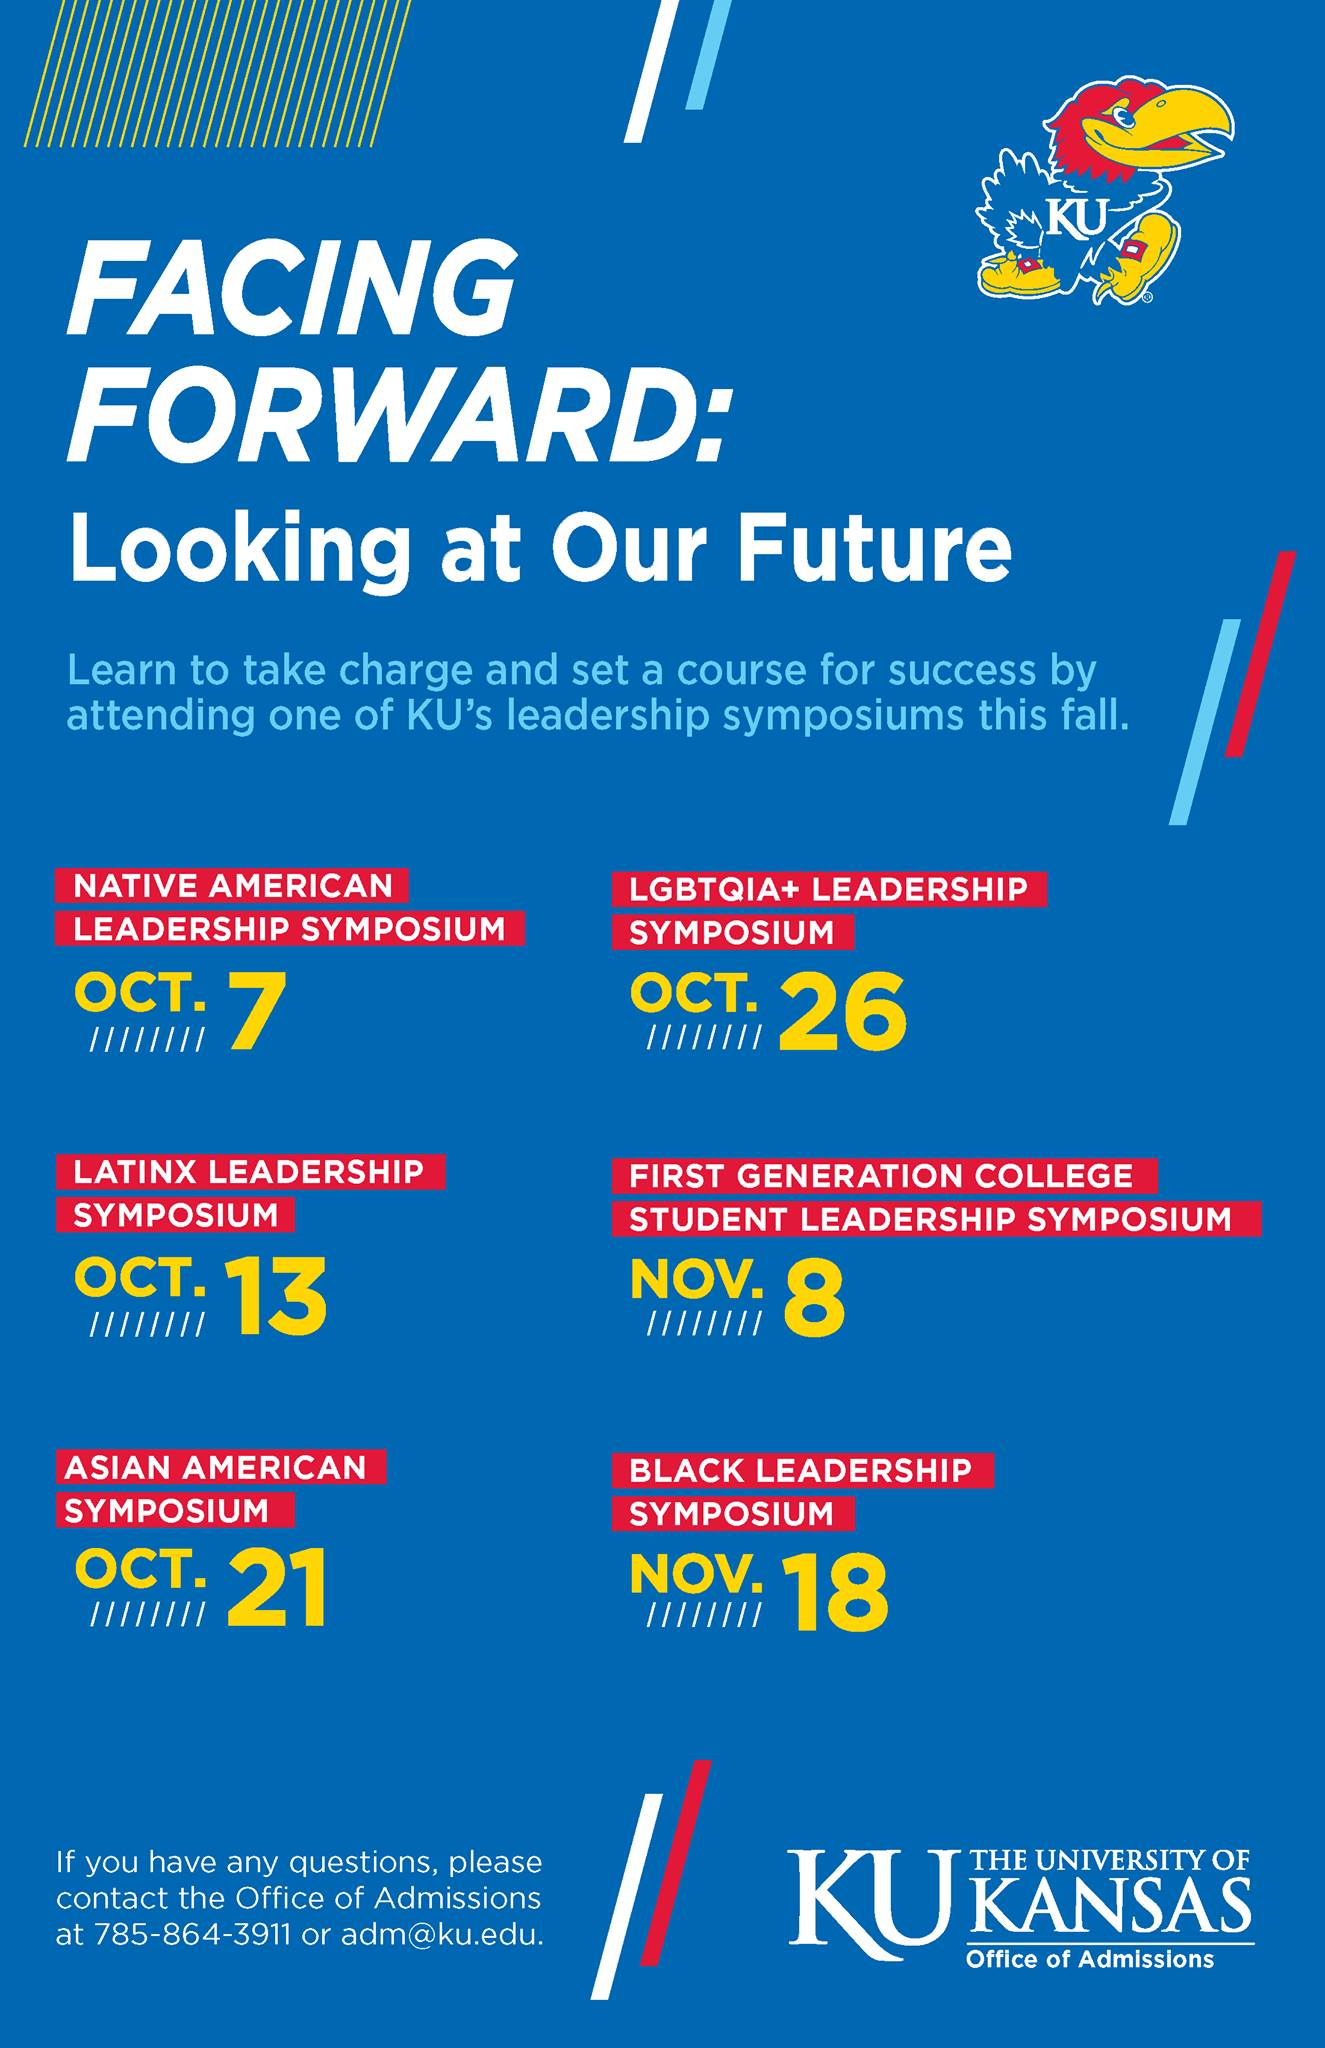 KU
FACING
FORWARD:
Looking at Our Future
Learn to take charge and set a course for success by
attending one of KU's leadership symposiums this fall.
NATIVE AMERICAN
LEADERSHIP SYMPOSIUM
OCT. 7
LGBTQIA+ LEADERSHIP
SYMPOSIUM
OCT. 26
LATINX LEADERSHIP
SYMPOSIUM
OCT. 13
FIRST GENERATION COLLEGE
STUDENT LEADERSHIP SYMPOSIUM
NOV. 8
ASIAN AMERICAN
SYMPOSIUM
OCT. 21
BLACK LEADERSHIP
SYMPOSIUM
NOV. 18
If you have any questions, please
contact the Office of Admissions
at 785-864-3911 or adm@ku.edu.
KU THE UNIVERSITY OF
KANSAS
Office of Admissions